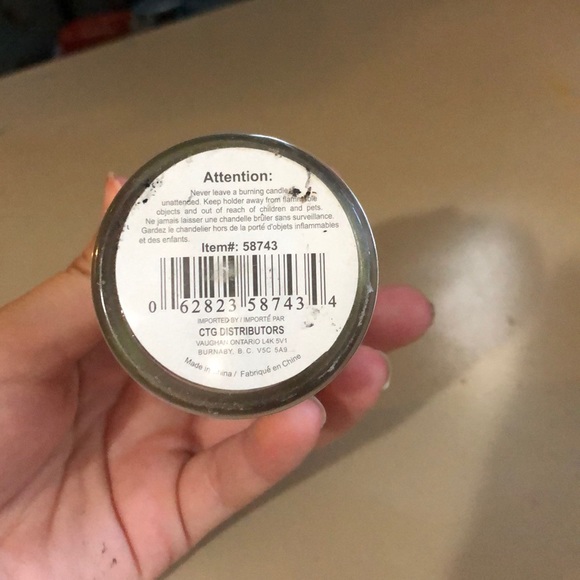 Attention:
Never leave a burning candle
unattended. Keep holder away from flammable
objects and out of reach of children and pets.
Ne jamais laisser une chandelle brûler sans surveillance.
Gardez le chandelier hors de la porté d'objets inflammables
et des enfants.
Item#: 58743
0 62823 58743 4
IMPORTED BY / IMPORTÉ PAR
CTG DISTRIBUTORS
VAUGHAN ONTARIO L4K 5V1
BURNABY, B. C. V5C 5A9
Made in China / Fabriqué en Chine